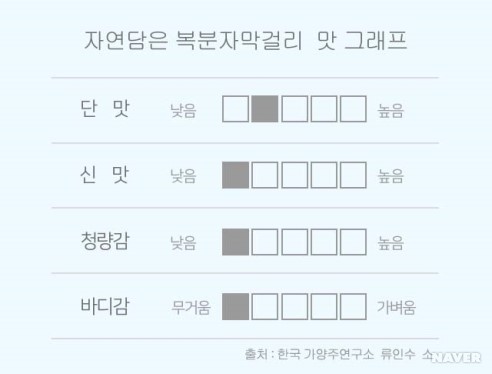 자연담은 복분자막걸리 맛 그래프
단 맛 낮음 높음
신 맛 낮음 높음
청량감 낮음 높음
바디감 무거움 가벼움
출처 : 한국 가양주연구소 류인수 소
NAVER